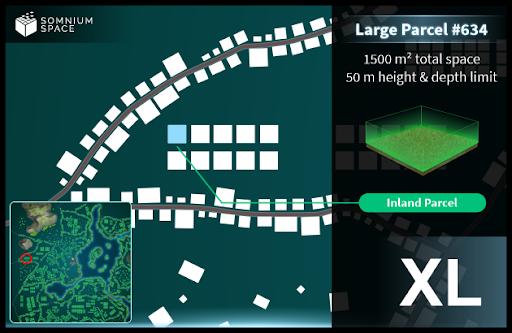 SOMNIUM
SPACE
Large Parcel #634
1500 m² total space
50 m height & depth limit
Inland Parcel
XL